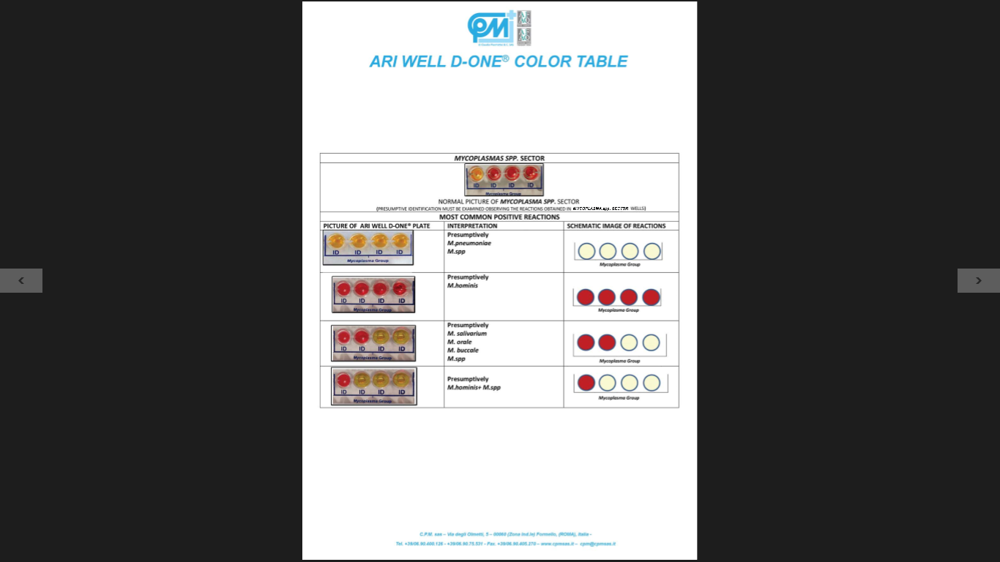 CPM
ARI WELL D-ONE® COLOR TABLE
MYCOPLASMAS SPP. SECTOR
ID ID ID ID
Mycoplasma Group
NORMAL PICTURE OF MYCOPLASMA SPP. SECTOR
(PRESUMPTIVE IDENTIFICATION MUST BE EXAMINED OBSERVING THE REACTIONS OBTAINED IN MYCOPLASMA spp. SECTOR WELLS)
MOST COMMON POSITIVE REACTIONS
PICTURE OF ARI WELL D-ONE® PLATE INTERPRETATION SCHEMATIC IMAGE OF REACTIONS
ID ID ID ID
Mycoplasma Group
Presumptively
M.pneumoniae
M.spp
Mycoplasma Group
ID ID ID ID
Mycoplasma Group
Presumptively
M.hominis
Mycoplasma Group
ID ID ID ID
Mycoplasma Group
Presumptively
M. salivarium
M. orale
M. buccale
M.spp
Mycoplasma Group
ID ID ID ID
Mycoplasma Group
Presumptively
M.hominis+ M.spp
Mycoplasma Group
C.P.M. sas – Via degli Olmetti, 5 – 00060 (Zona Ind.le) Formello, (ROMA), Italia -
Tel. +39/06.90.400.126 - +39/06.90.75.531 - Fax. +39/06.90.405.270 – www.cpmsas.it – cpm@cpmsas.it